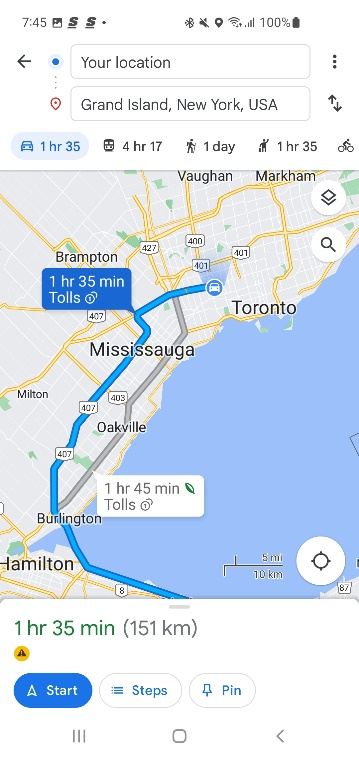 7:45
100%
Your location
Grand Island, New York, USA
1 hr 35
4 hr 17
1 day
1 hr 35
Vaughan
Markham
400
427
401
401
Brampton
1 hr 35 min
Tolls
407
Toronto
Mississauga
Milton
403
407
Oakville
407
1 hr 45 min
Tolls
Burlington
Hamilton
5 mi
10 km
8
87
1 hr 35 min (151 km)
Start
Steps
Pin